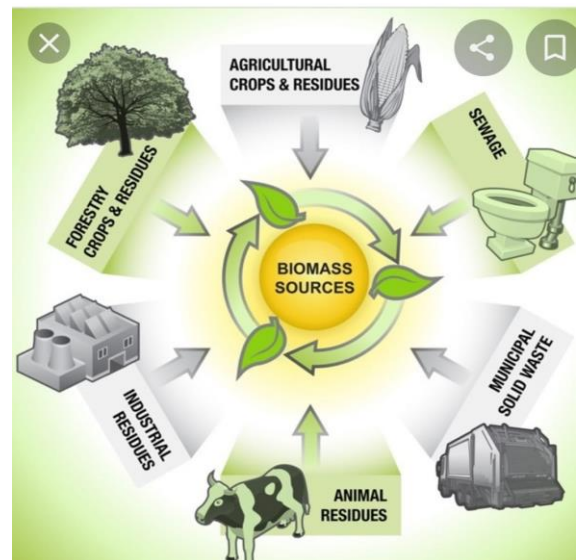 AGRICULTURAL
CROPS & RESIDUES
SEWAGE
MUNICIPAL
SOLID WASTE
ANIMAL
RESIDUES
INDUSTRIAL
RESIDUES
FORESTRY
CROPS & RESIDUES
BIOMASS
SOURCES